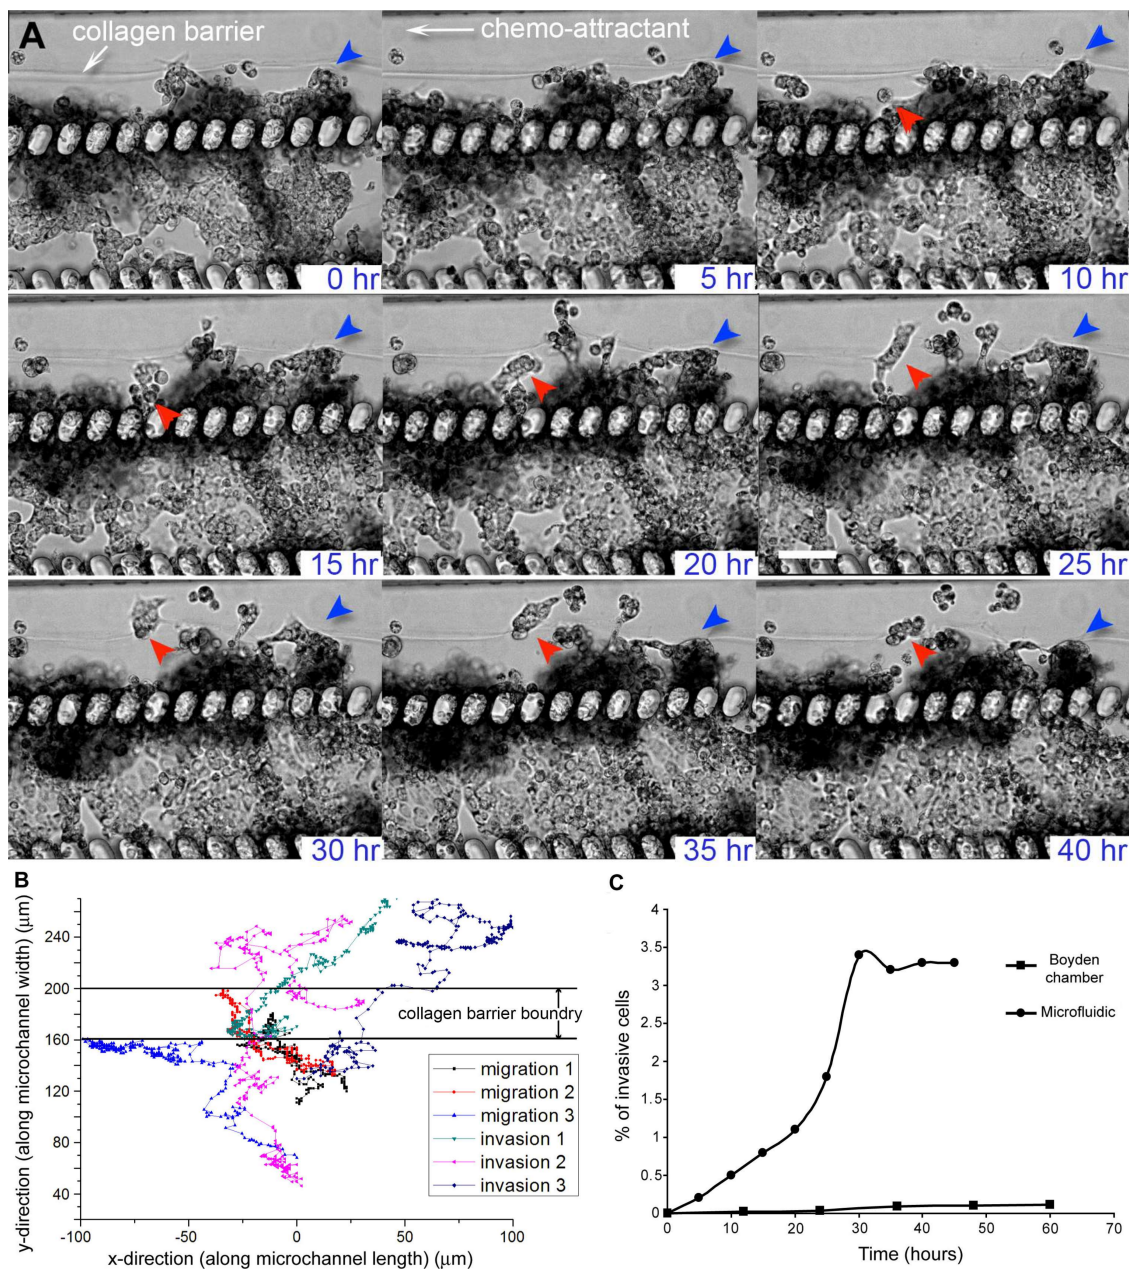 A
collagen barrier
chemo-attractant
0 hr
5 hr
10 hr
15 hr
20 hr
25 hr
30 hr
35 hr
40 hr
B
y-direction (along microchannel width) (μm)
240
200
160
120
80
40
-100
-50
0
50
100
x-direction (along microchannel length) (μm)
collagen barrier boundry
migration 1
migration 2
migration 3
invasion 1
invasion 2
invasion 3
C
% of invasive cells
4
3.5
3
2.5
2
1.5
1
0.5
0
0
10
20
30
40
50
60
70
Time (hours)
Boyden
chamber
Microfluidic